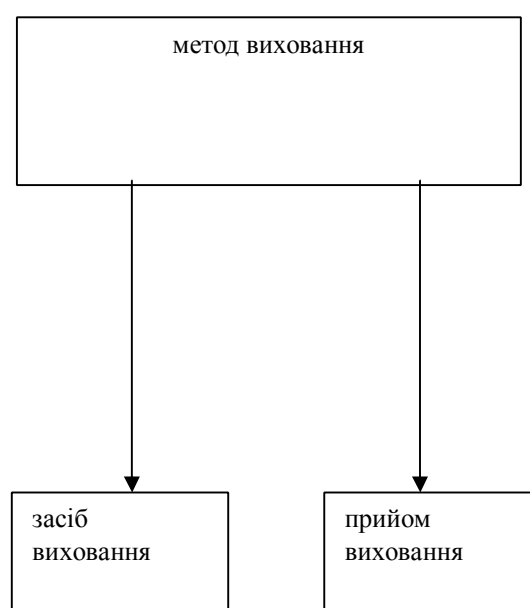 метод виховання
засіб
виховання
прийом
виховання